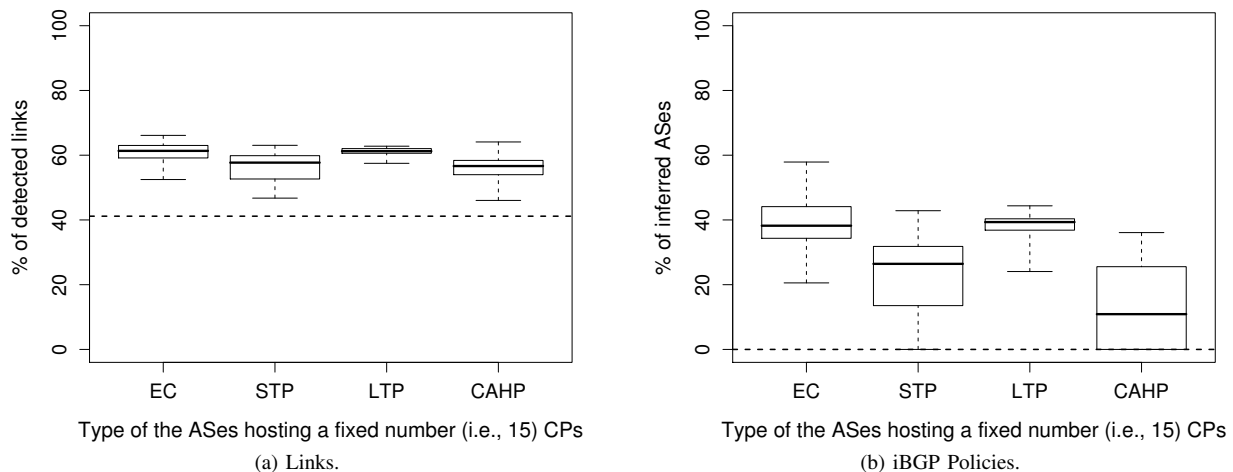 % of detected links
100
80
60
40
20
0
EC STP LTP CAHP
Type of the ASes hosting a fixed number (i.e., 15) CPs
(a) Links.
% of inferred ASes
100
80
60
40
20
0
EC STP LTP CAHP
Type of the ASes hosting a fixed number (i.e., 15) CPs
(b) iBGP Policies.